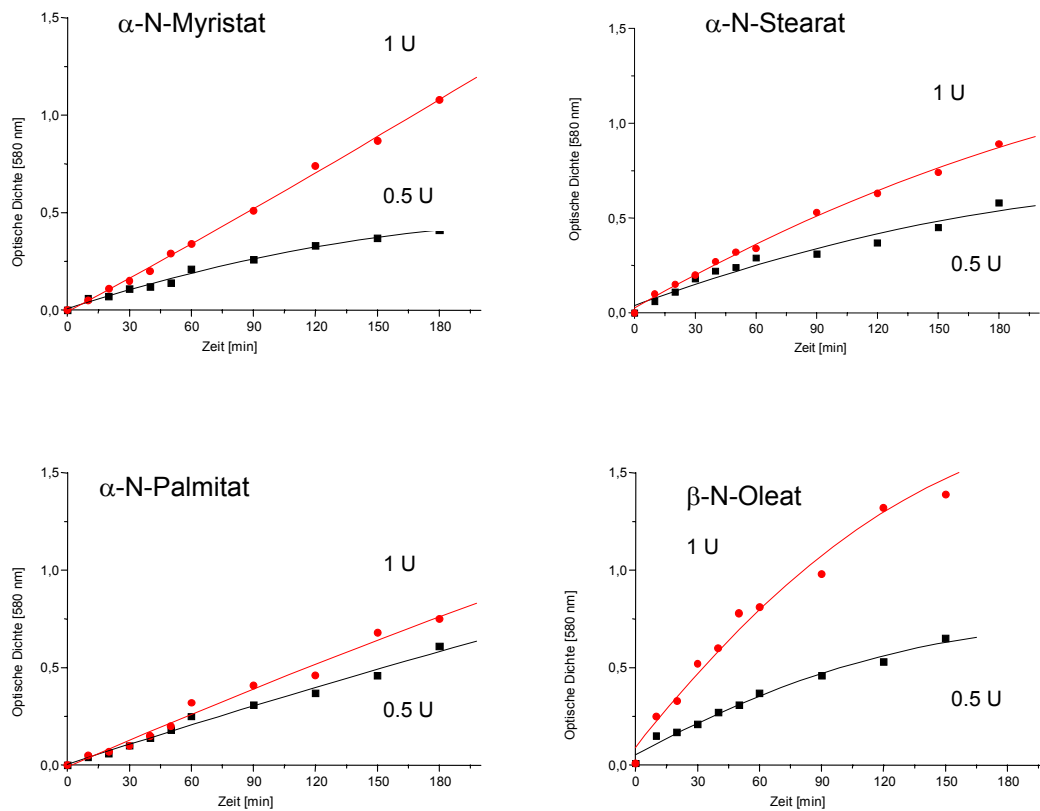 α-N-Myristat
1 U
0.5 U
1,5
1,0
0,5
0,0
Optische Dichte [580 nm]
0 30 60 90 120 150 180
Zeit [min]
α-N-Stearat
1 U
0.5 U
1,5
1,0
0,5
0,0
Optische Dichte [580 nm]
0 30 60 90 120 150 180
Zeit [min]
α-N-Palmitat
1 U
0.5 U
1,5
1,0
0,5
0,0
Optische Dichte [580 nm]
0 30 60 90 120 150 180
Zeit [min]
β-N-Oleat
1 U
0.5 U
1,5
1,0
0,5
0,0
Optische Dichte [580 nm]
0 30 60 90 120 150 180
Zeit [min]